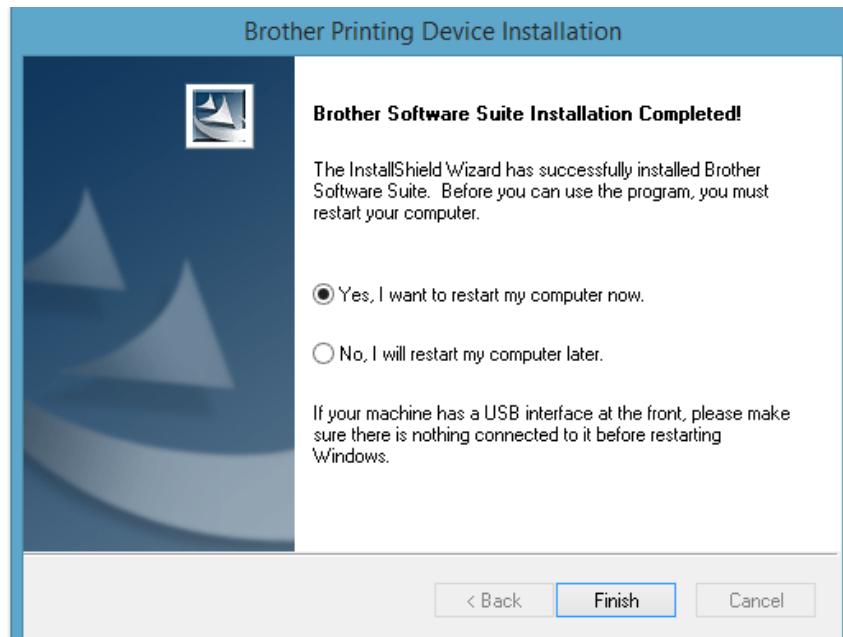 Brother Printing Device Installation
Brother Software Suite Installation Completed!
The InstallShield Wizard has successfully installed Brother
Software Suite.  Before you can use the program, you must
restart your computer.
Yes, I want to restart my computer now.
No, I will restart my computer later.
If your machine has a USB interface at the front, please make
sure there is nothing connected to it before restarting
Windows.
< Back Finish Cancel